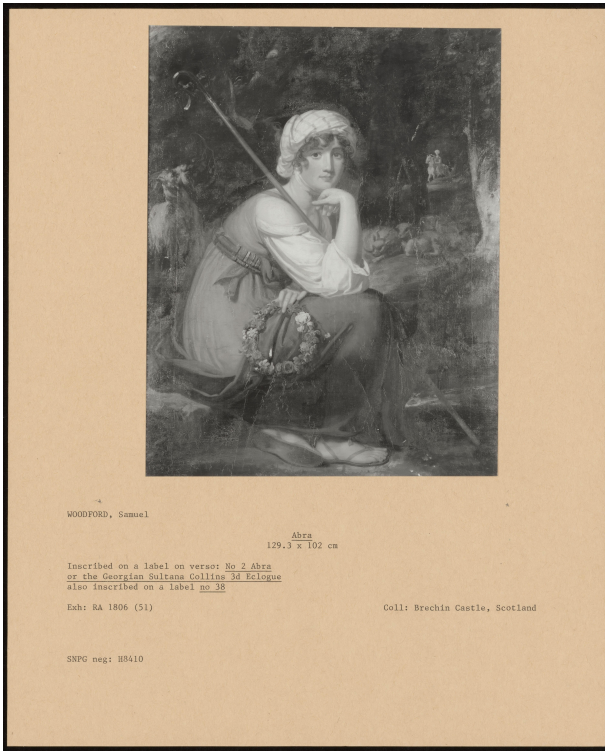 WOODFORD, Samuel
Abra
129.3 x 102 cm
Inscribed on a label on verso: No 2 Abra
or the Georgian Sultana Collins 3d Eclogue
also inscribed on a label no 38
Exh: RA 1806 (51)
Coll: Brechin Castle, Scotland
SNPG neg: H8410